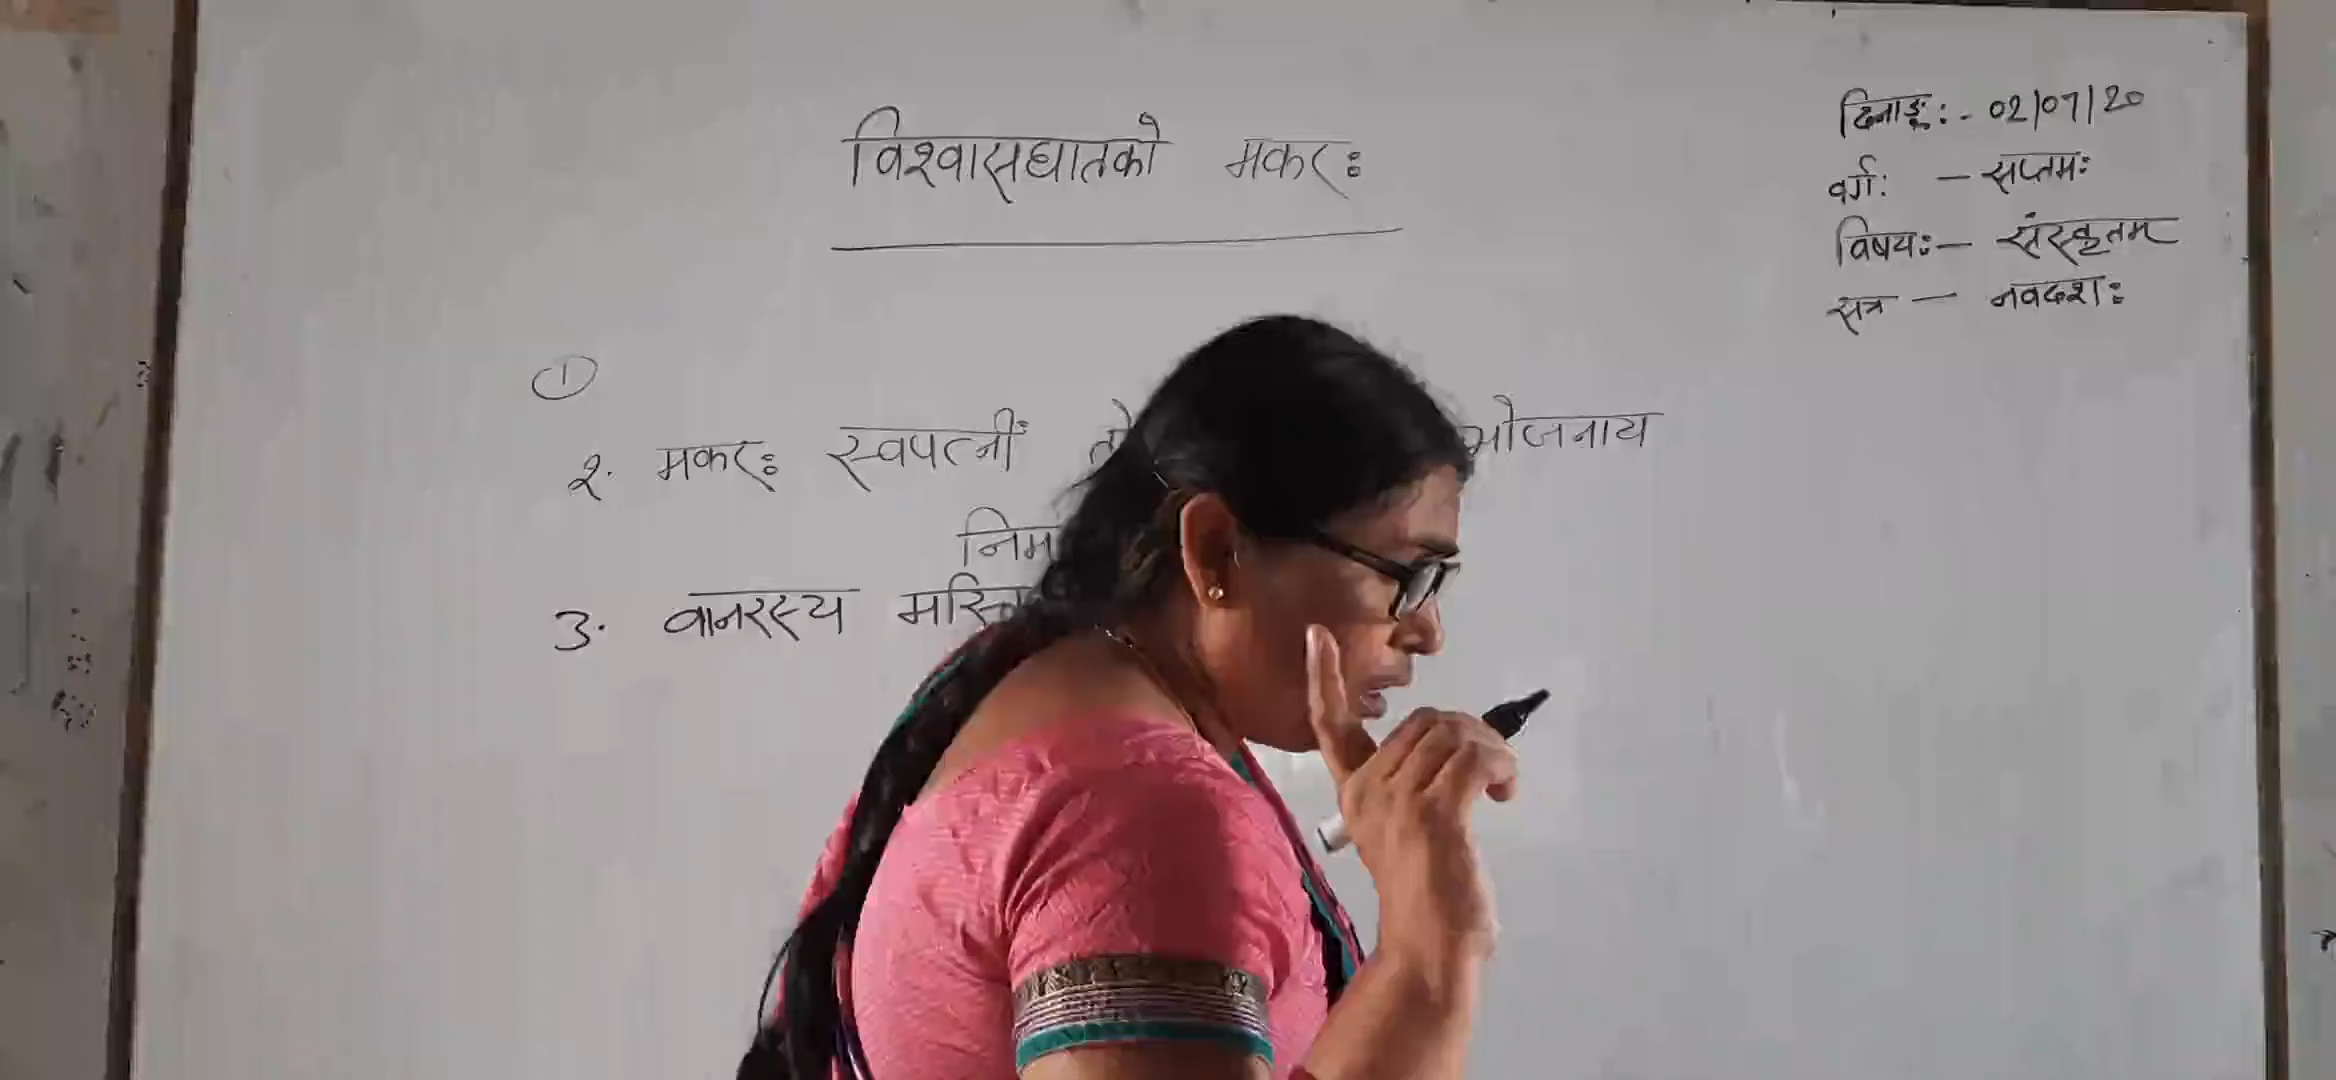 विश्वासघातको मकरः
दिनाङ्कः - 02/07/20
वर्गः - सप्तमः
विषयः - संस्कृतम्
सत्र - नवदशः
①
२. मकरः स्वपत्नीं भोजनाय
3. वानरस्य